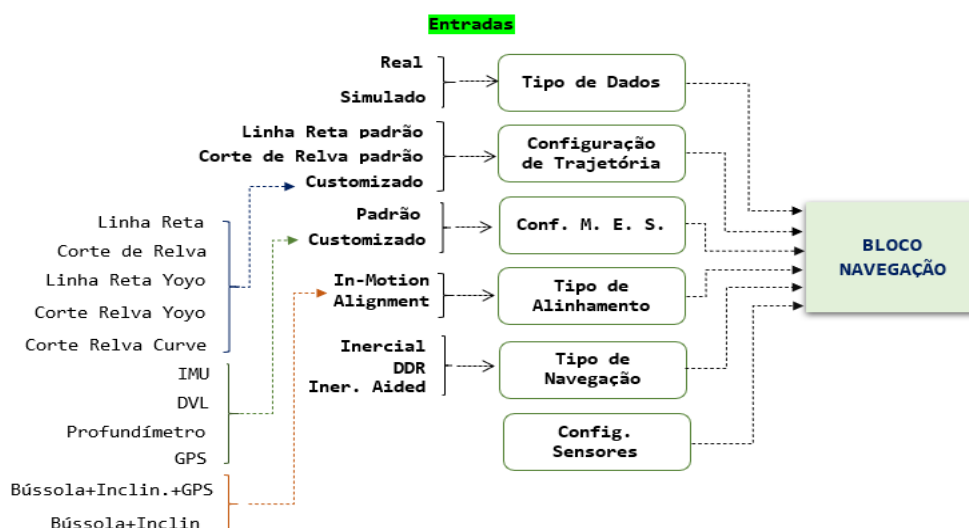 Entradas
Real
Simulado
Tipo de Dados
Linha Reta padrão
Corte de Relva padrão
Customizado
Configuração
de Trajetória
Padrão
Customizado
Conf. M. E. S.
In-Motion
Alignment
Tipo de
Alinhamento
Inercial
DDR
Iner. Aided
Tipo de
Navegação
Config.
Sensores
BLOCO
NAVEGAÇÃO
Linha Reta
Corte de Relva
Linha Reta Yoyo
Corte Relva Yoyo
Corte Relva Curve
IMU
DVL
Profundímetro
GPS
Bússola+Inclin.+GPS
Bússola+Inclin